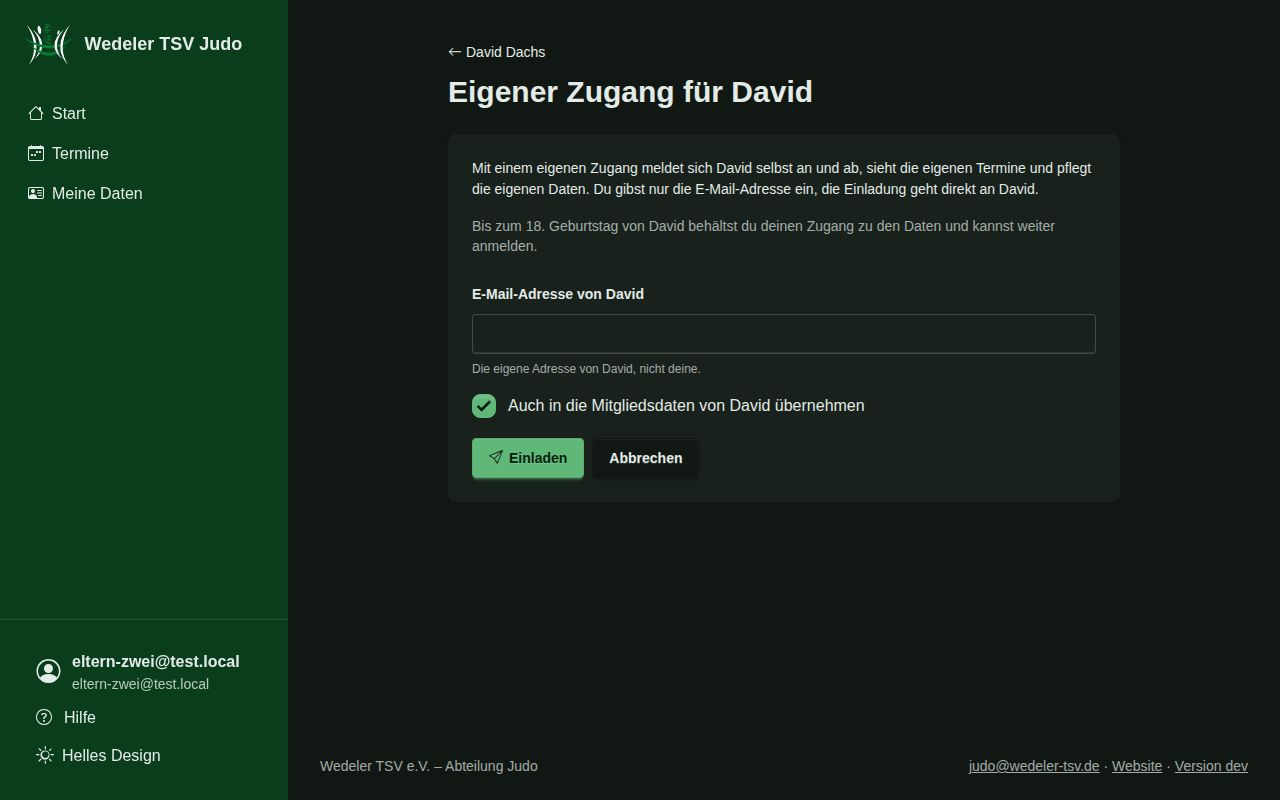 Wedeler TSV Judo
Start
Termine
Meine Daten
eltern-zwei@test.local
eltern-zwei@test.local
Hilfe
Helles Design
← David Dachs
Eigener Zugang für David
Mit einem eigenen Zugang meldet sich David selbst an und ab, sieht die eigenen Termine und pflegt
die eigenen Daten. Du gibst nur die E-Mail-Adresse ein, die Einladung geht direkt an David.
Bis zum 18. Geburtstag von David behältst du deinen Zugang zu den Daten und kannst weiter
anmelden.
E-Mail-Adresse von David
Die eigene Adresse von David, nicht deine.
Auch in die Mitgliedsdaten von David übernehmen
Einladen
Abbrechen
Wedeler TSV e.V. – Abteilung Judo
judo@wedeler-tsv.de · Website · Version dev